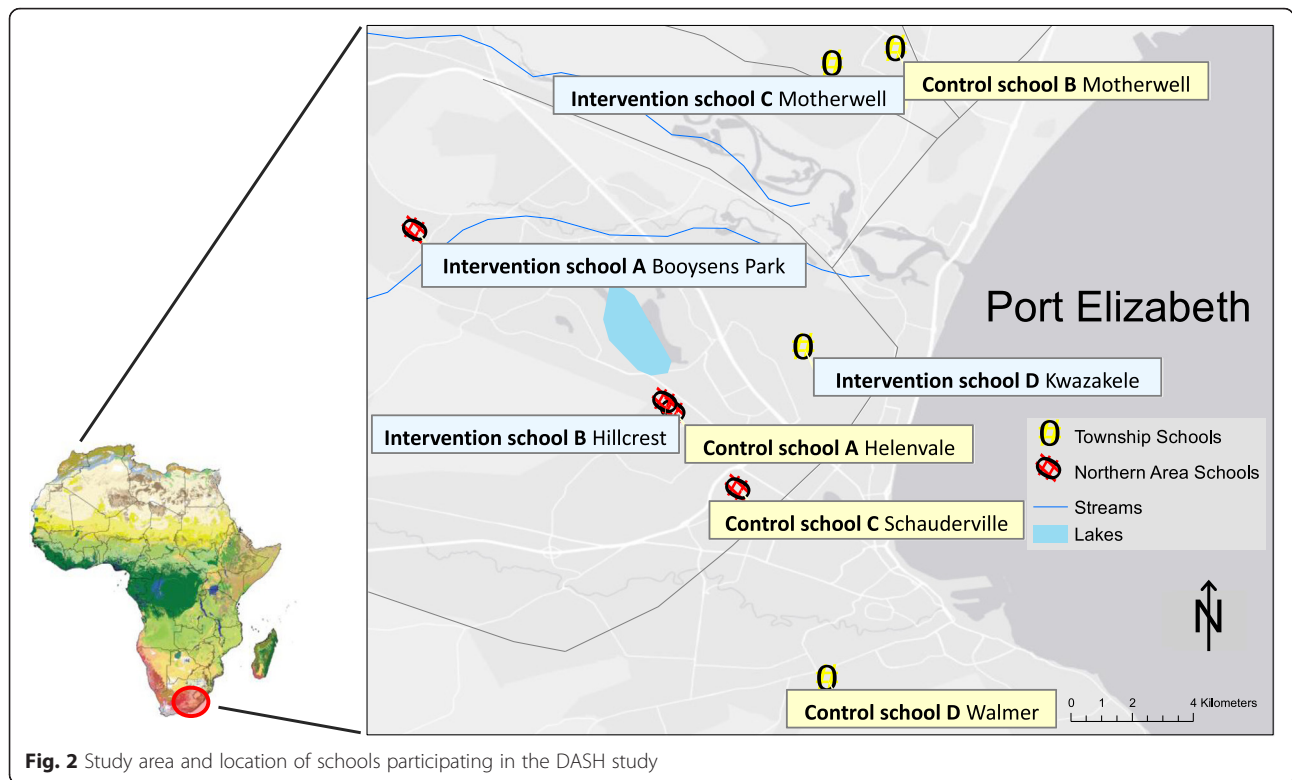 Control school B Motherwell
Intervention school C Motherwell
Intervention school A Booysens Park
Port Elizabeth
Intervention school D Kwazakele
Intervention school B Hillcrest
Control school A Helenvale
Control school C Schauderville
Township Schools
Northern Area Schools
Streams
Lakes
N
Control school D Walmer
0 1 2 4 Kilometers
Fig. 2 Study area and location of schools participating in the DASH study